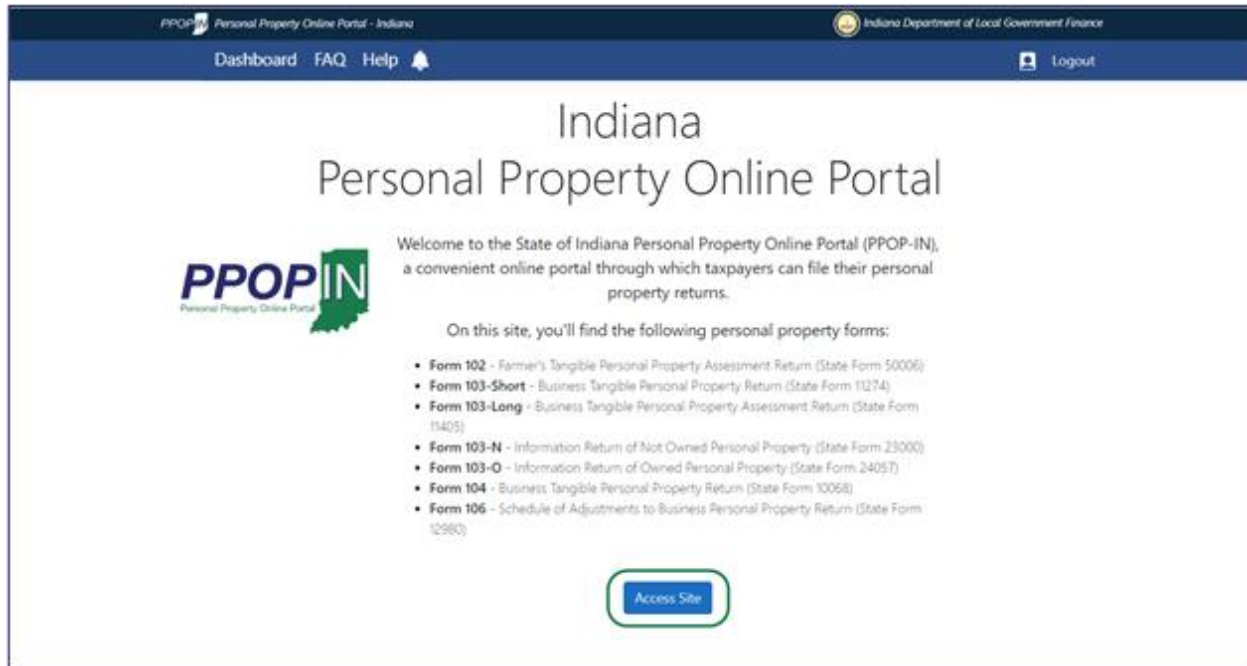 PPOPIN Personal Property Online Portal - Indiana
Indiana Department of Local Government Finance
Dashboard FAQ Help
Logout
Indiana
Personal Property Online Portal
PPOPIN
Personal Property Online Portal
Welcome to the State of Indiana Personal Property Online Portal (PPOP-IN),
a convenient online portal through which taxpayers can file their personal
property returns.
On this site, you'll find the following personal property forms:
• Form 102 - Farmer's Tangible Personal Property Assessment Return (State Form 50006)
• Form 103-Short - Business Tangible Personal Property Return (State Form 11274)
• Form 103-Long - Business Tangible Personal Property Assessment Return (State Form
11405)
• Form 103-N - Information Return of Not Owned Personal Property (State Form 23000)
• Form 103-O - Information Return of Owned Personal Property (State Form 24057)
• Form 104 - Business Tangible Personal Property Return (State Form 10068)
• Form 106 - Schedule of Adjustments to Business Personal Property Return (State Form
12980)
Access Site